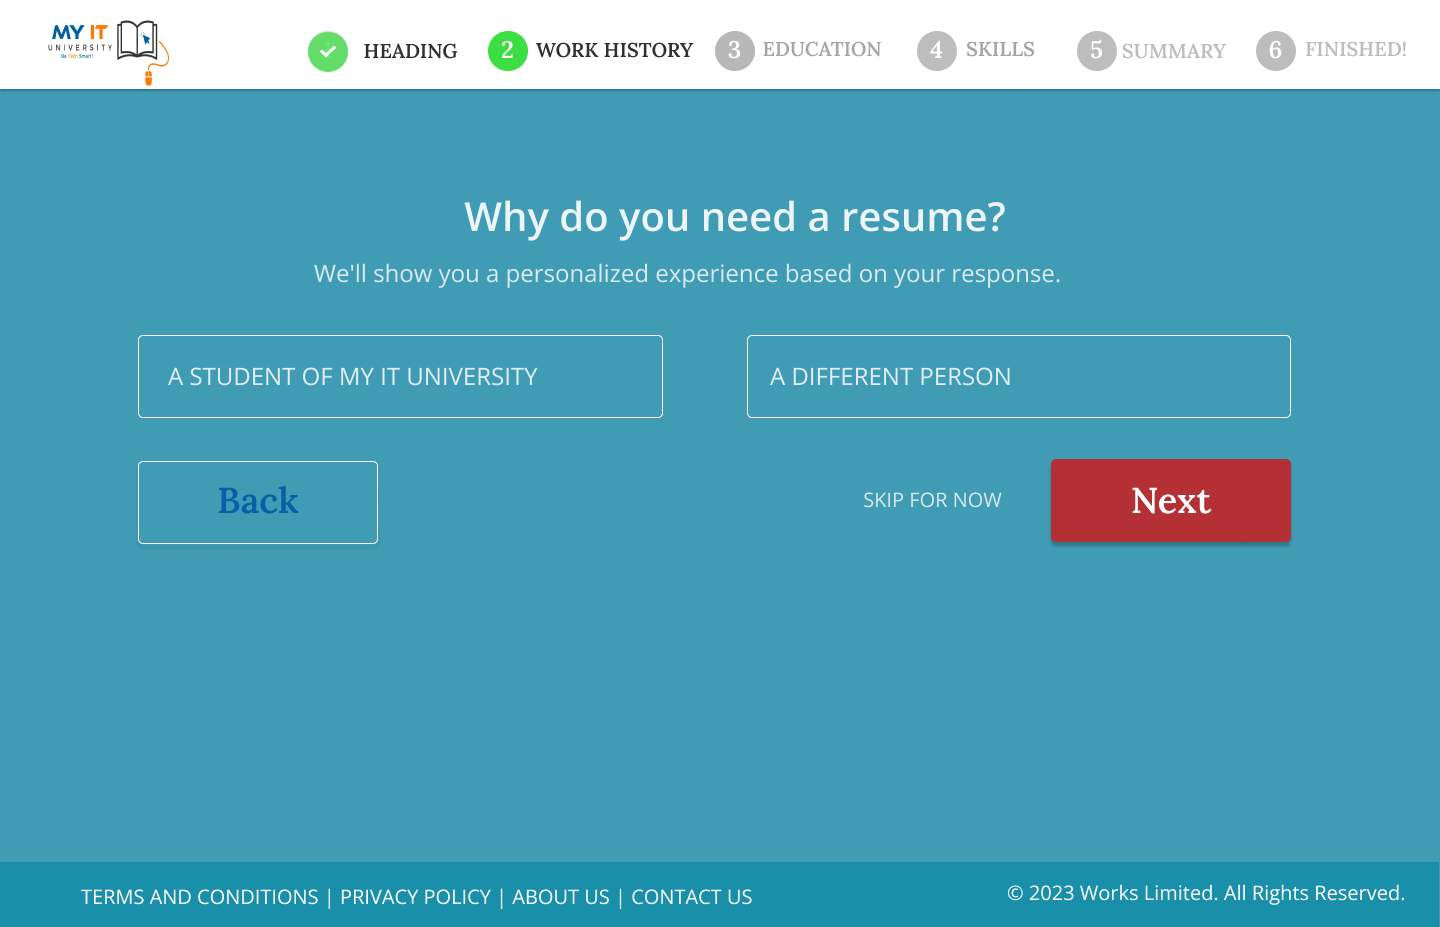 MY IT
UNIVERSITY
Be Tech Smart!
HEADING
2 WORK HISTORY
3 EDUCATION
4 SKILLS
5 SUMMARY
6 FINISHED!
Why do you need a resume?
We'll show you a personalized experience based on your response.
A STUDENT OF MY IT UNIVERSITY
A DIFFERENT PERSON
Back
SKIP FOR NOW
Next
TERMS AND CONDITIONS | PRIVACY POLICY | ABOUT US | CONTACT US
© 2023 Works Limited. All Rights Reserved.